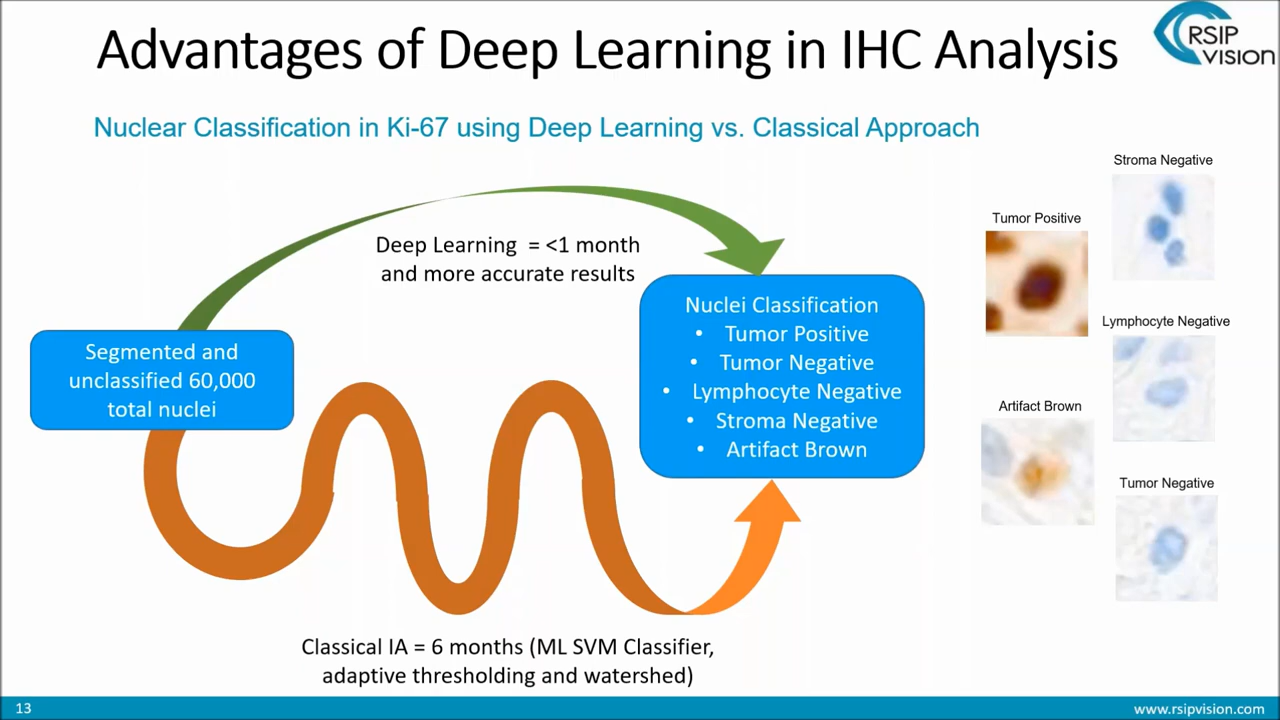 Advantages of Deep Learning in IHC Analysis
RSIP
vision
Nuclear Classification in Ki-67 using Deep Learning vs. Classical Approach
Deep Learning = <1 month
and more accurate results
Segmented and
unclassified 60,000
total nuclei
Nuclei Classification
• Tumor Positive
• Tumor Negative
• Lymphocyte Negative
• Stroma Negative
• Artifact Brown
Classical IA = 6 months (ML SVM Classifier,
adaptive thresholding and watershed)
Stroma Negative
Tumor Positive
Lymphocyte Negative
Artifact Brown
Tumor Negative
13
www.rsipvision.com